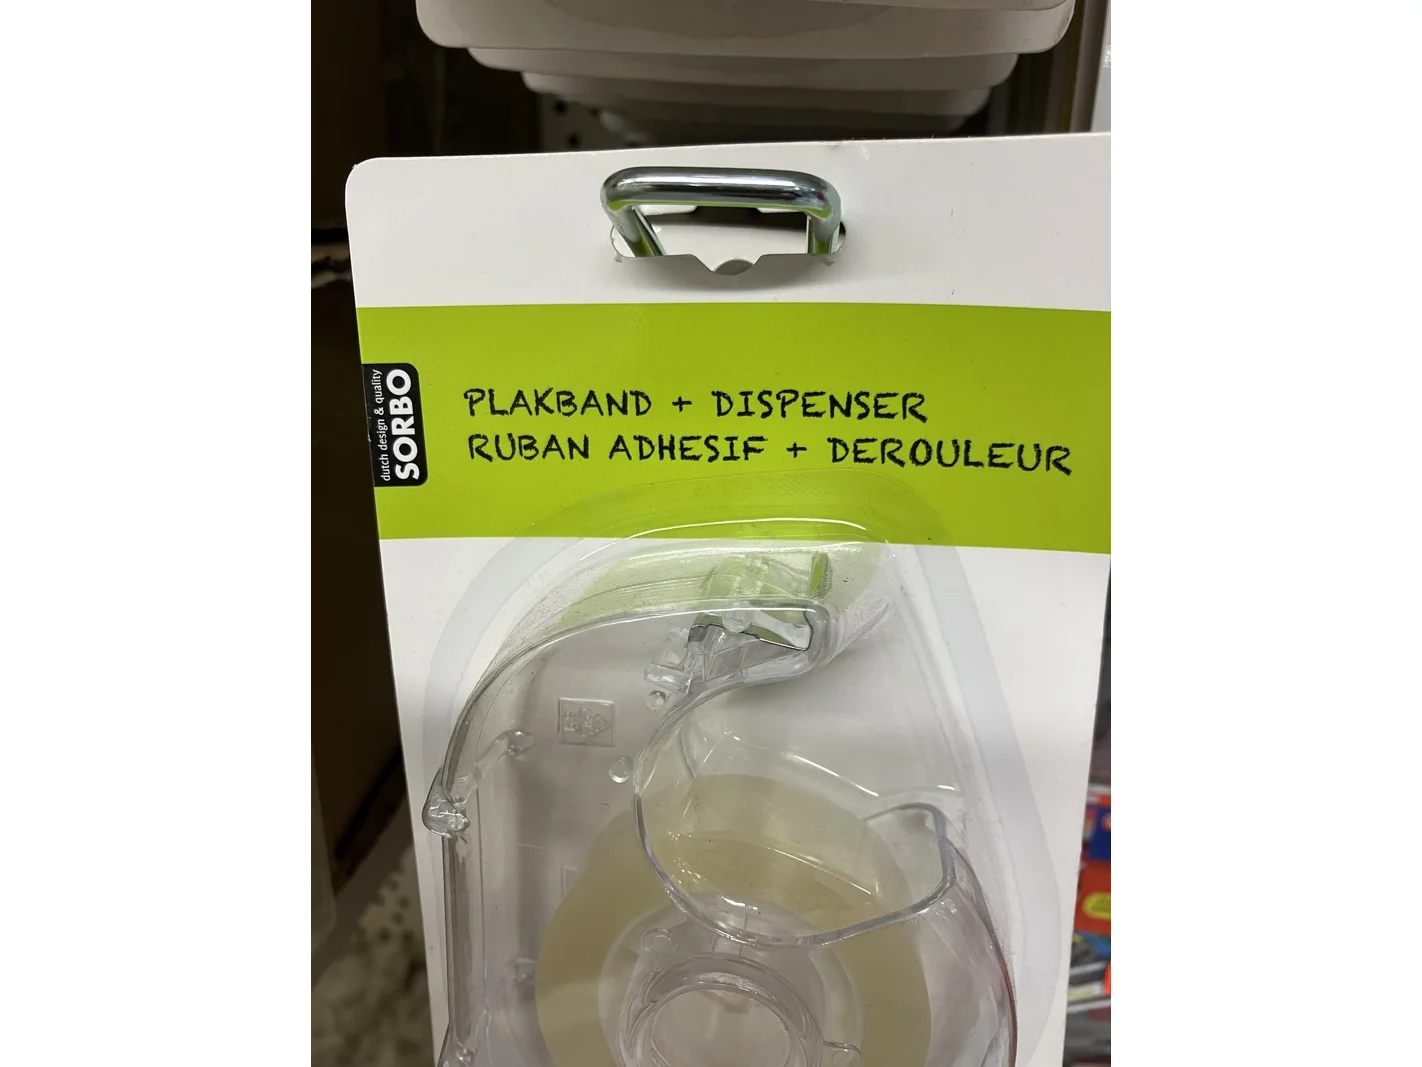 PLAKBAND + DISPENSER
RUBAN ADHESIF + DEROULEUR
dutch design & quality
SORBO